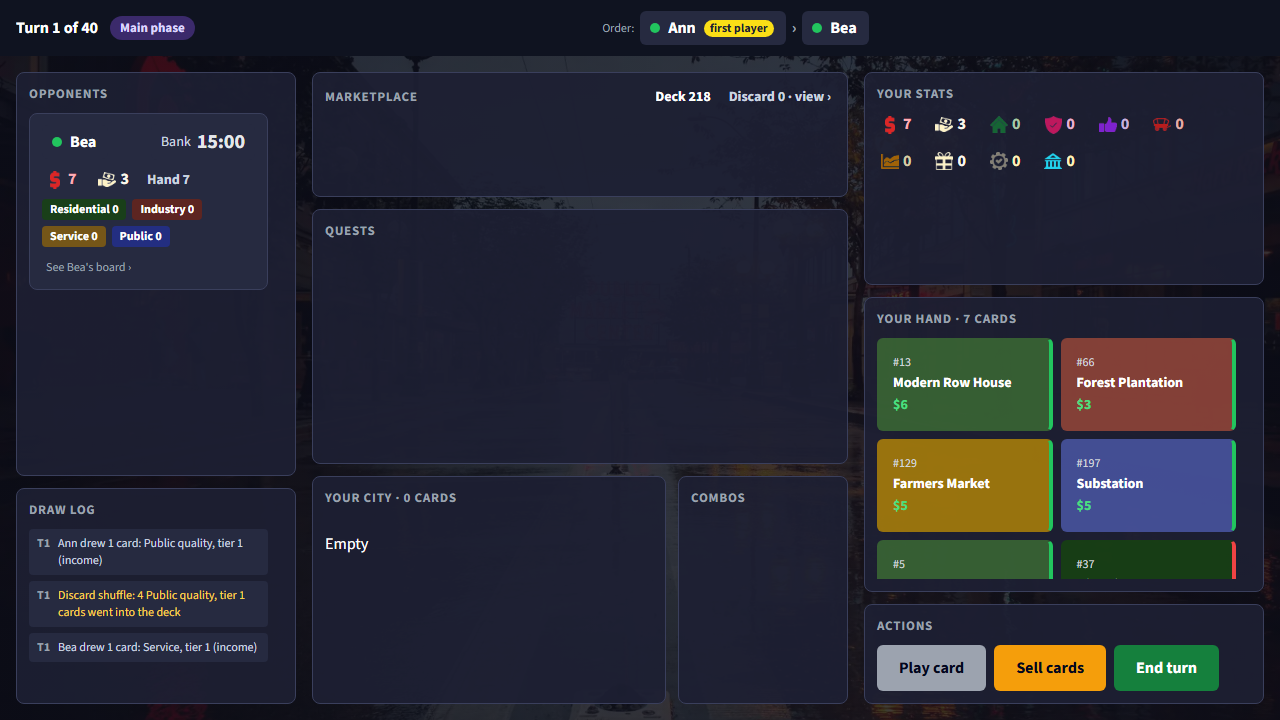 Turn 1 of 40
Main phase
Order:
Ann
first player
›
Bea
OPPONENTS
Bea
Bank 15:00
7
3
Hand 7
Residential 0
Industry 0
Service 0
Public 0
See Bea's board ›
DRAW LOG
T1 Ann drew 1 card: Public quality, tier 1
(income)
T1 Discard shuffle: 4 Public quality, tier 1
cards went into the deck
T1 Bea drew 1 card: Service, tier 1 (income)
MARKETPLACE
Deck 218
Discard 0 · view ›
QUESTS
YOUR CITY · 0 CARDS
Empty
COMBOS
YOUR STATS
7
3
0
0
0
0
0
0
0
0
YOUR HAND · 7 CARDS
#13
Modern Row House
$6
#66
Forest Plantation
$3
#129
Farmers Market
$5
#197
Substation
$5
#5
#37
ACTIONS
Play card
Sell cards
End turn